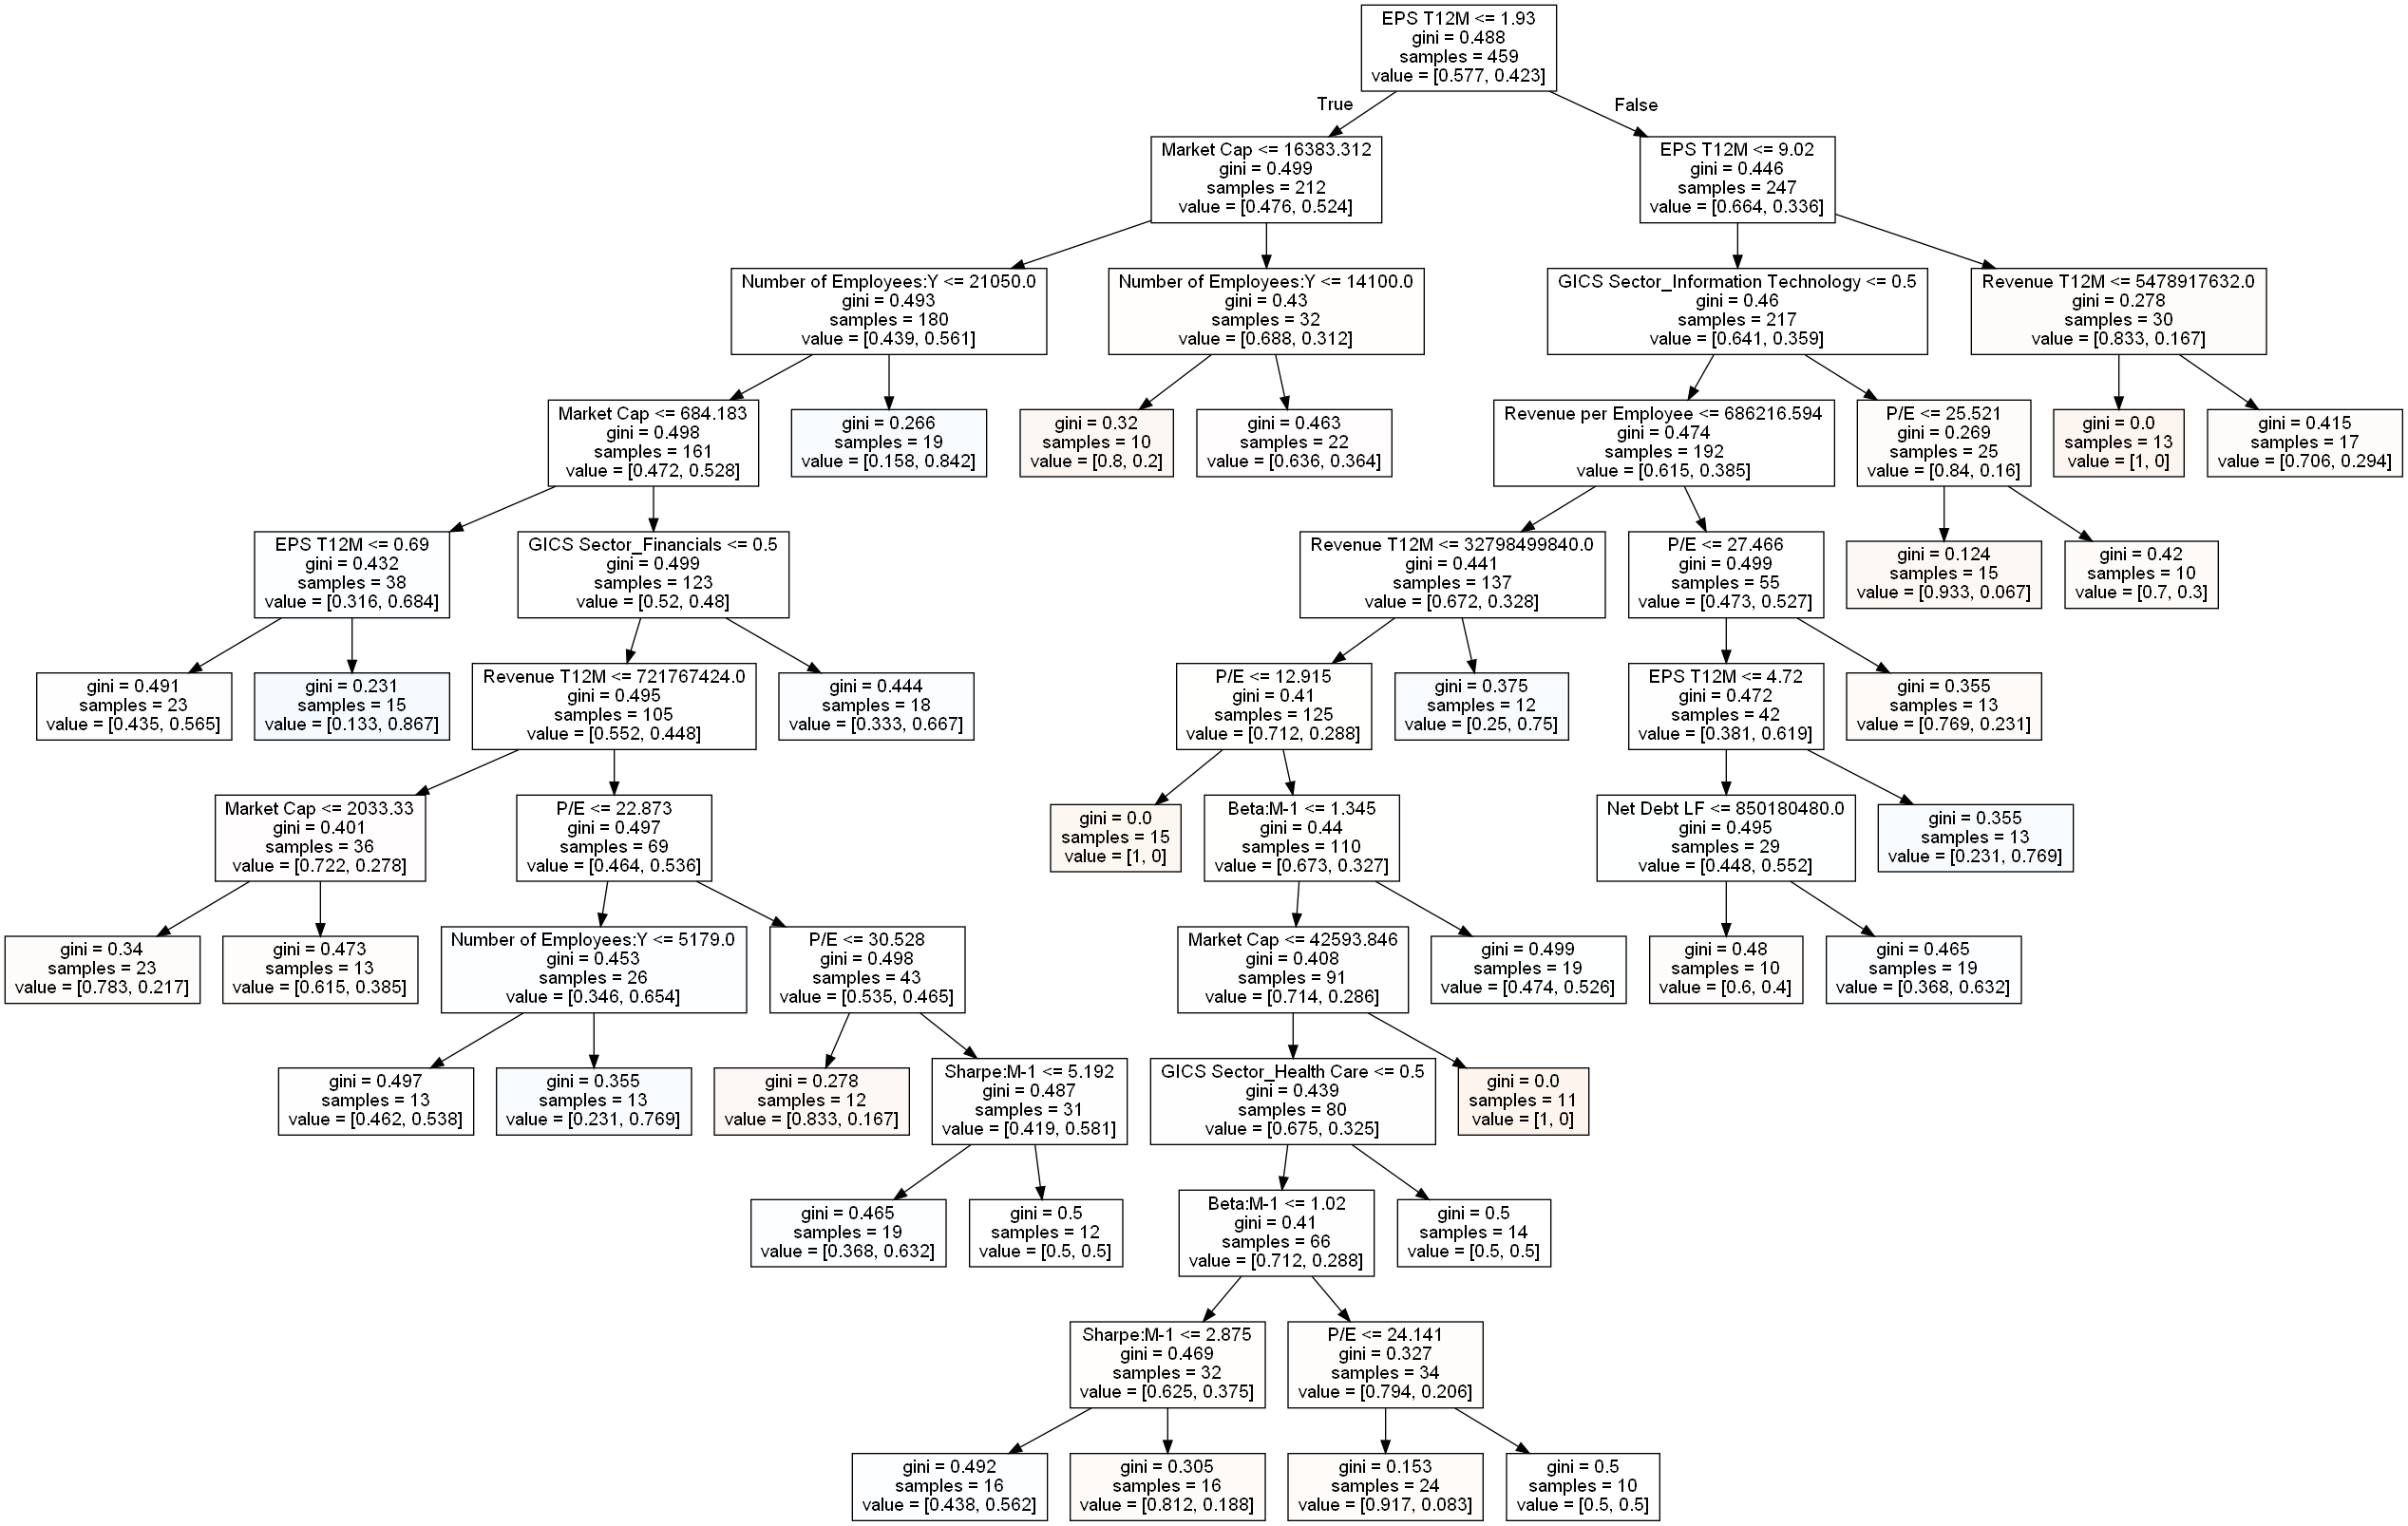 EPS T12M <= 1.93
gini = 0.488
samples = 459
value = [0.577, 0.423]
True
False
Market Cap <= 16383.312
gini = 0.499
samples = 212
value = [0.476, 0.524]
EPS T12M <= 9.02
gini = 0.446
samples = 247
value = [0.664, 0.336]
Number of Employees:Y <= 21050.0
gini = 0.493
samples = 180
value = [0.439, 0.561]
Number of Employees:Y <= 14100.0
gini = 0.43
samples = 32
value = [0.688, 0.312]
GICS Sector_Information Technology <= 0.5
gini = 0.46
samples = 217
value = [0.641, 0.359]
Revenue T12M <= 5478917632.0
gini = 0.278
samples = 30
value = [0.833, 0.167]
Market Cap <= 684.183
gini = 0.498
samples = 161
value = [0.472, 0.528]
gini = 0.266
samples = 19
value = [0.158, 0.842]
gini = 0.32
samples = 10
value = [0.8, 0.2]
gini = 0.463
samples = 22
value = [0.636, 0.364]
Revenue per Employee <= 686216.594
gini = 0.474
samples = 192
value = [0.615, 0.385]
P/E <= 25.521
gini = 0.269
samples = 25
value = [0.84, 0.16]
gini = 0.0
samples = 13
value = [1, 0]
gini = 0.415
samples = 17
value = [0.706, 0.294]
EPS T12M <= 0.69
gini = 0.432
samples = 38
value = [0.316, 0.684]
GICS Sector_Financials <= 0.5
gini = 0.499
samples = 123
value = [0.52, 0.48]
Revenue T12M <= 32798499840.0
gini = 0.441
samples = 137
value = [0.672, 0.328]
P/E <= 27.466
gini = 0.499
samples = 55
value = [0.473, 0.527]
gini = 0.124
samples = 15
value = [0.933, 0.067]
gini = 0.42
samples = 10
value = [0.7, 0.3]
gini = 0.491
samples = 23
value = [0.435, 0.565]
gini = 0.231
samples = 15
value = [0.133, 0.867]
Revenue T12M <= 721767424.0
gini = 0.495
samples = 105
value = [0.552, 0.448]
gini = 0.444
samples = 18
value = [0.333, 0.667]
P/E <= 12.915
gini = 0.41
samples = 125
value = [0.712, 0.288]
gini = 0.375
samples = 12
value = [0.25, 0.75]
EPS T12M <= 4.72
gini = 0.472
samples = 42
value = [0.381, 0.619]
gini = 0.355
samples = 13
value = [0.769, 0.231]
Market Cap <= 2033.33
gini = 0.401
samples = 36
value = [0.722, 0.278]
P/E <= 22.873
gini = 0.497
samples = 69
value = [0.464, 0.536]
gini = 0.0
samples = 15
value = [1, 0]
Beta:M-1 <= 1.345
gini = 0.44
samples = 110
value = [0.673, 0.327]
Net Debt LF <= 850180480.0
gini = 0.495
samples = 29
value = [0.448, 0.552]
gini = 0.355
samples = 13
value = [0.231, 0.769]
gini = 0.34
samples = 23
value = [0.783, 0.217]
gini = 0.473
samples = 13
value = [0.615, 0.385]
Number of Employees:Y <= 5179.0
gini = 0.453
samples = 26
value = [0.346, 0.654]
P/E <= 30.528
gini = 0.498
samples = 43
value = [0.535, 0.465]
Market Cap <= 42593.846
gini = 0.408
samples = 91
value = [0.714, 0.286]
gini = 0.499
samples = 19
value = [0.474, 0.526]
gini = 0.48
samples = 10
value = [0.6, 0.4]
gini = 0.465
samples = 19
value = [0.368, 0.632]
gini = 0.497
samples = 13
value = [0.462, 0.538]
gini = 0.355
samples = 13
value = [0.231, 0.769]
gini = 0.278
samples = 12
value = [0.833, 0.167]
Sharpe:M-1 <= 5.192
gini = 0.487
samples = 31
value = [0.419, 0.581]
GICS Sector_Health Care <= 0.5
gini = 0.439
samples = 80
value = [0.675, 0.325]
gini = 0.0
samples = 11
value = [1, 0]
gini = 0.465
samples = 19
value = [0.368, 0.632]
gini = 0.5
samples = 12
value = [0.5, 0.5]
Beta:M-1 <= 1.02
gini = 0.41
samples = 66
value = [0.712, 0.288]
gini = 0.5
samples = 14
value = [0.5, 0.5]
Sharpe:M-1 <= 2.875
gini = 0.469
samples = 32
value = [0.625, 0.375]
P/E <= 24.141
gini = 0.327
samples = 34
value = [0.794, 0.206]
gini = 0.492
samples = 16
value = [0.438, 0.562]
gini = 0.305
samples = 16
value = [0.812, 0.188]
gini = 0.153
samples = 24
value = [0.917, 0.083]
gini = 0.5
samples = 10
value = [0.5, 0.5]